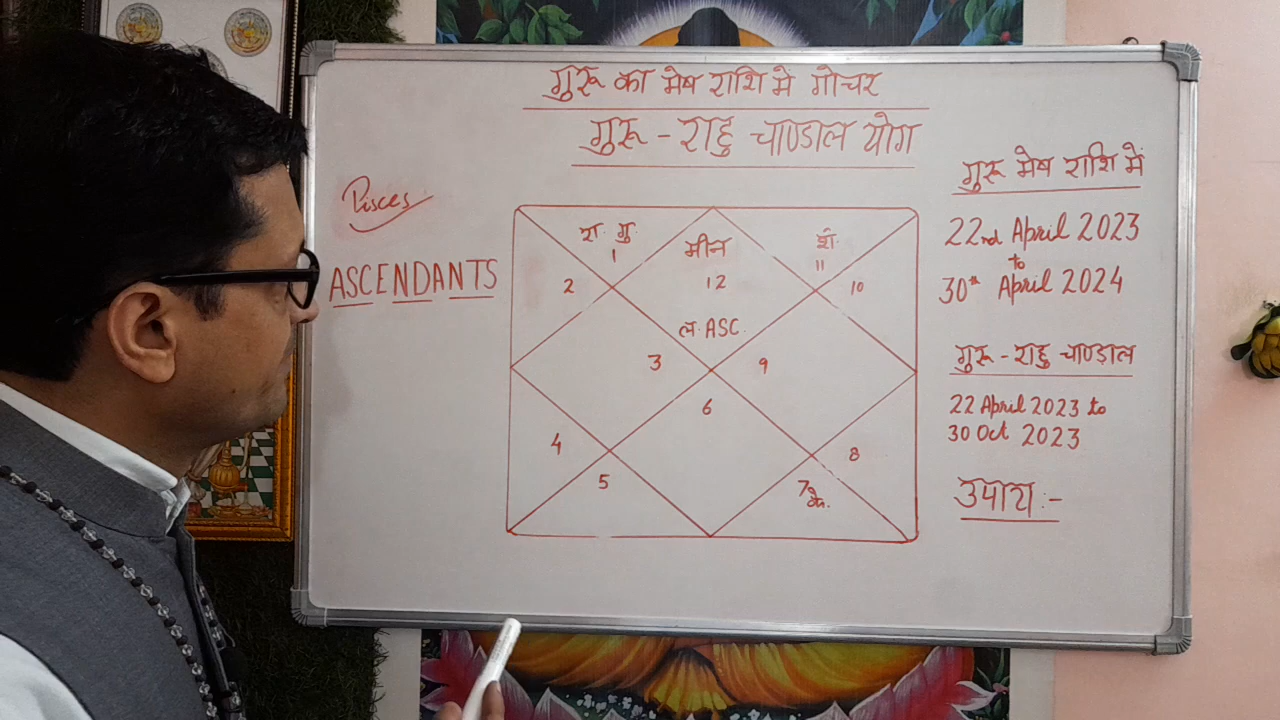 गुरू का मेष राशि मे गोचर
गुरू - राहु चाण्डाल योग
Pisces
ASCENDANTS
रा. गु.
1
मीन
12
शं.
11
2
10
ल. ASC.
3
9
6
4
8
5
7
के.
गुरू मेष राशि में
22nd April 2023
to
30th April 2024
गुरू - राहु चाण्डाल
22 April 2023 to
30 Oct 2023
उपाय :-